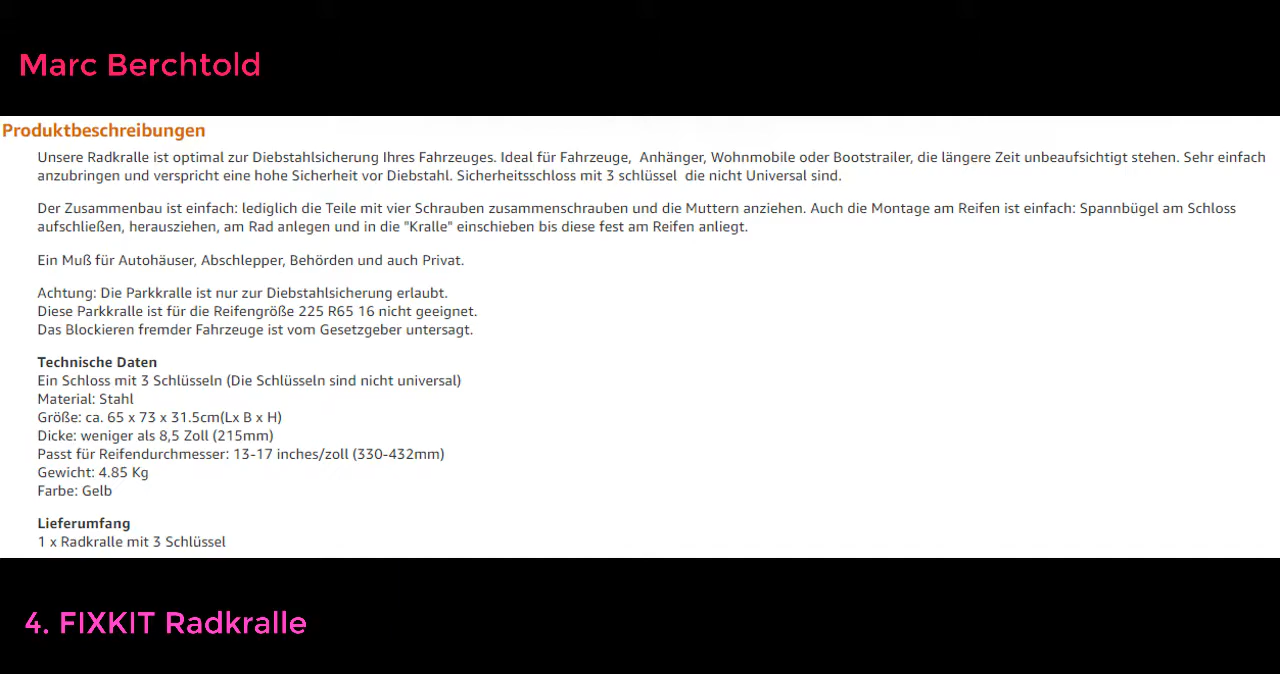 Marc Berchtold
Produktbeschreibungen
Unsere Radkralle ist optimal zur Diebstahlsicherung Ihres Fahrzeuges. Ideal für Fahrzeuge,  Anhänger, Wohnmobile oder Bootstrailer, die längere Zeit unbeaufsichtigt stehen. Sehr einfach
anzubringen und verspricht eine hohe Sicherheit vor Diebstahl. Sicherheitsschloss mit 3 schlüssel  die nicht Universal sind.
Der Zusammenbau ist einfach: lediglich die Teile mit vier Schrauben zusammenschrauben und die Muttern anziehen. Auch die Montage am Reifen ist einfach: Spannbügel am Schloss
aufschließen, herausziehen, am Rad anlegen und in die "Kralle" einschieben bis diese fest am Reifen anliegt.
Ein Muß für Autohäuser, Abschlepper, Behörden und auch Privat.
Achtung: Die Parkkralle ist nur zur Diebstahlsicherung erlaubt.
Diese Parkkralle ist für die Reifengröße 225 R65 16 nicht geeignet.
Das Blockieren fremder Fahrzeuge ist vom Gesetzgeber untersagt.
Technische Daten
Ein Schloss mit 3 Schlüsseln (Die Schlüsseln sind nicht universal)
Material: Stahl
Größe: ca. 65 x 73 x 31.5cm(Lx B x H)
Dicke: weniger als 8,5 Zoll (215mm)
Passt für Reifendurchmesser: 13-17 inches/zoll (330-432mm)
Gewicht: 4.85 Kg
Farbe: Gelb
Lieferumfang
1 x Radkralle mit 3 Schlüssel
4. FIXKIT Radkralle